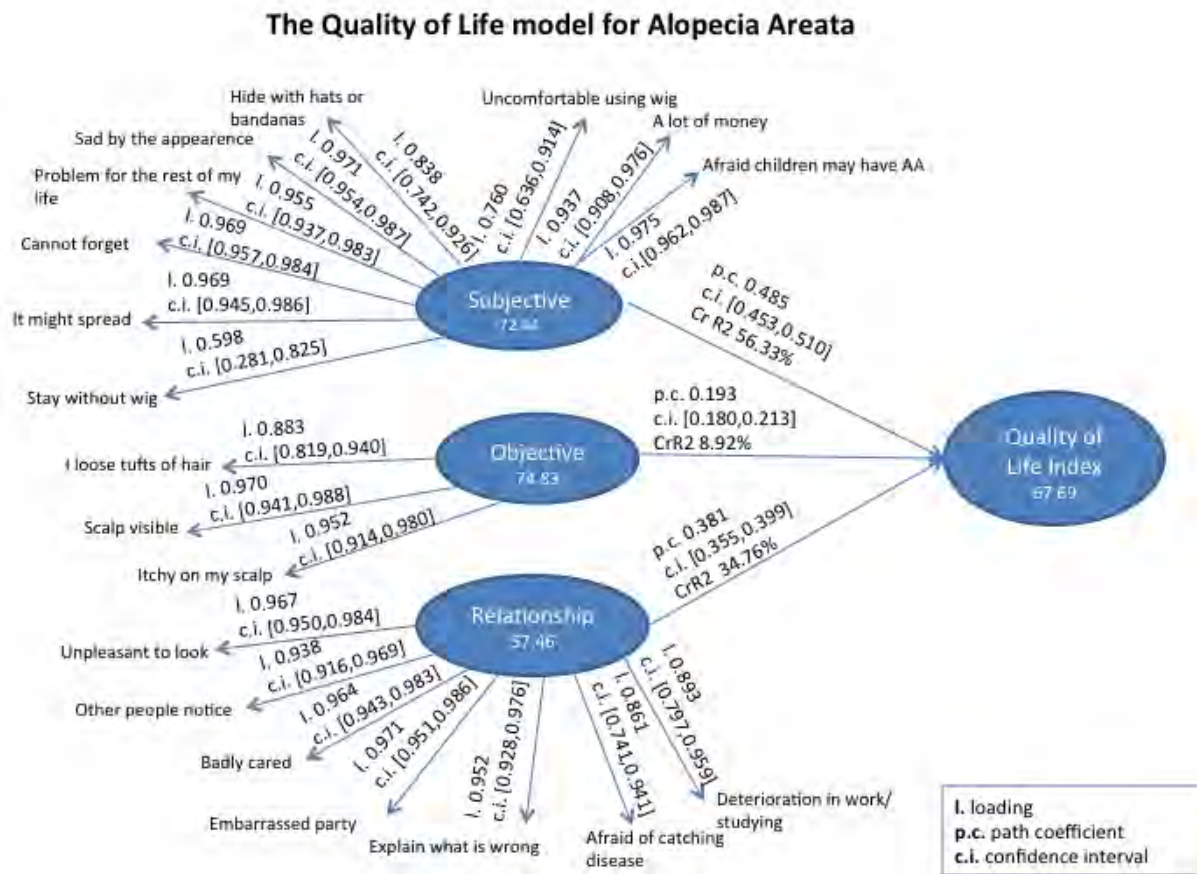 The Quality of Life model for Alopecia Areata
Hide with hats or
bandanas
l. 0.838
c.i. [0.742,0.926]
Uncomfortable using wig
l. 0.760
c.i. [0.636,0.914]
A lot of money
l. 0.937
c.i. [0.908,0.976]
Afraid children may have AA
l. 0.975
c.i.[0.962,0.987]
Sad by the appearence
l. 0.971
c.i. [0.954,0.987]
Problem for the rest of my
life
l. 0.955
c.i. [0.937,0.983]
Cannot forget
l. 0.969
c.i. [0.957,0.984]
It might spread
l. 0.969
c.i. [0.945,0.986]
Stay without wig
l. 0.598
c.i. [0.281,0.825]
Subjective
p.c. 0.485
c.i. [0.453,0.510]
Cr R2 56.33%
I loose tufts of hair
l. 0.883
c.i. [0.819,0.940]
Scalp visible
l. 0.970
c.i. [0.941,0.988]
Itchy on my scalp
l. 0.952
c.i. [0.914,0.980]
Objective
74.83
p.c. 0.193
c.i. [0.180,0.213]
CrR2 8.92%
Quality of
Life Index
67.69
Unpleasant to look
l. 0.967
c.i. [0.950,0.984]
Other people notice
l. 0.938
c.i. [0.916,0.969]
Badly cared
l. 0.964
c.i. [0.943,0.983]
Embarrassed party
l. 0.971
c.i. [0.951,0.986]
Explain what is wrong
l. 0.952
c.i. [0.928,0.976]
Afraid of catching
disease
l. 0.861
c.i. [0.741,0.941]
Deterioration in work/
studying
l. 0.893
c.i. [0.797,0.959]
Relationship
57.46
p.c. 0.381
c.i. [0.355,0.399]
CrR2 34.76%
l. loading
p.c. path coefficient
c.i. confidence interval